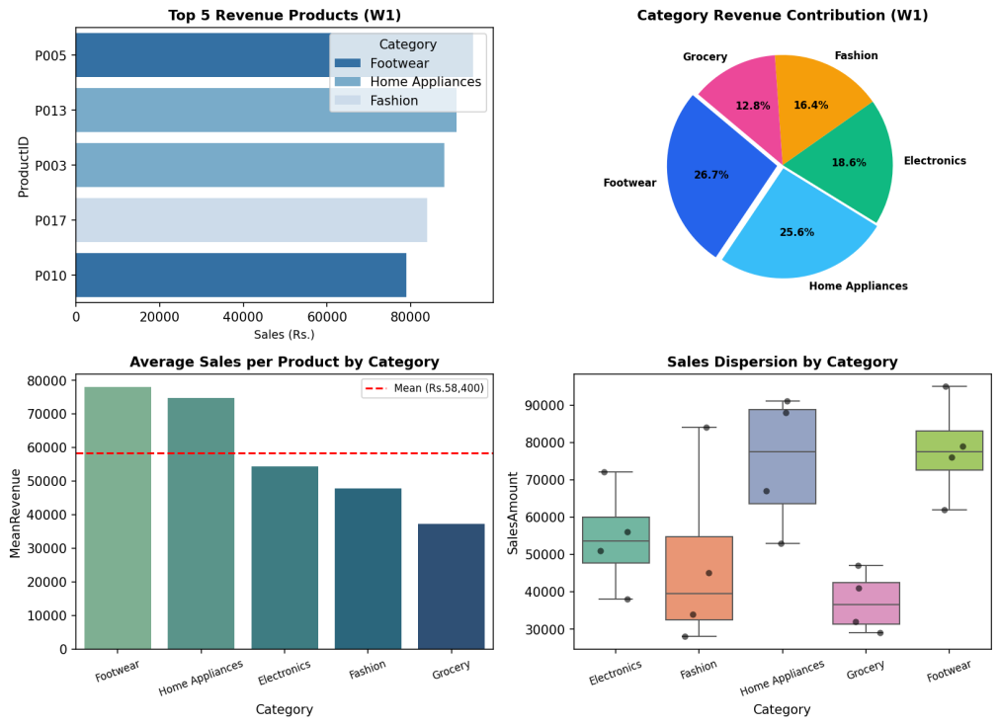 Top 5 Revenue Products (W1)
P005
P013
P003
P017
P010
ProductID
Category
Footwear
Home Appliances
Fashion
0 20000 40000 60000 80000
Sales (Rs.)
Category Revenue Contribution (W1)
Grocery
Fashion
12.8%
16.4%
Electronics
18.6%
26.7%
Footwear
25.6%
Home Appliances
Average Sales per Product by Category
Mean (Rs.58,400)
80000
70000
60000
50000
40000
30000
20000
10000
0
MeanRevenue
Footwear Home Appliances Electronics Fashion Grocery
Category
Sales Dispersion by Category
90000
80000
70000
60000
50000
40000
30000
SalesAmount
Electronics Fashion Home Appliances Grocery Footwear
Category